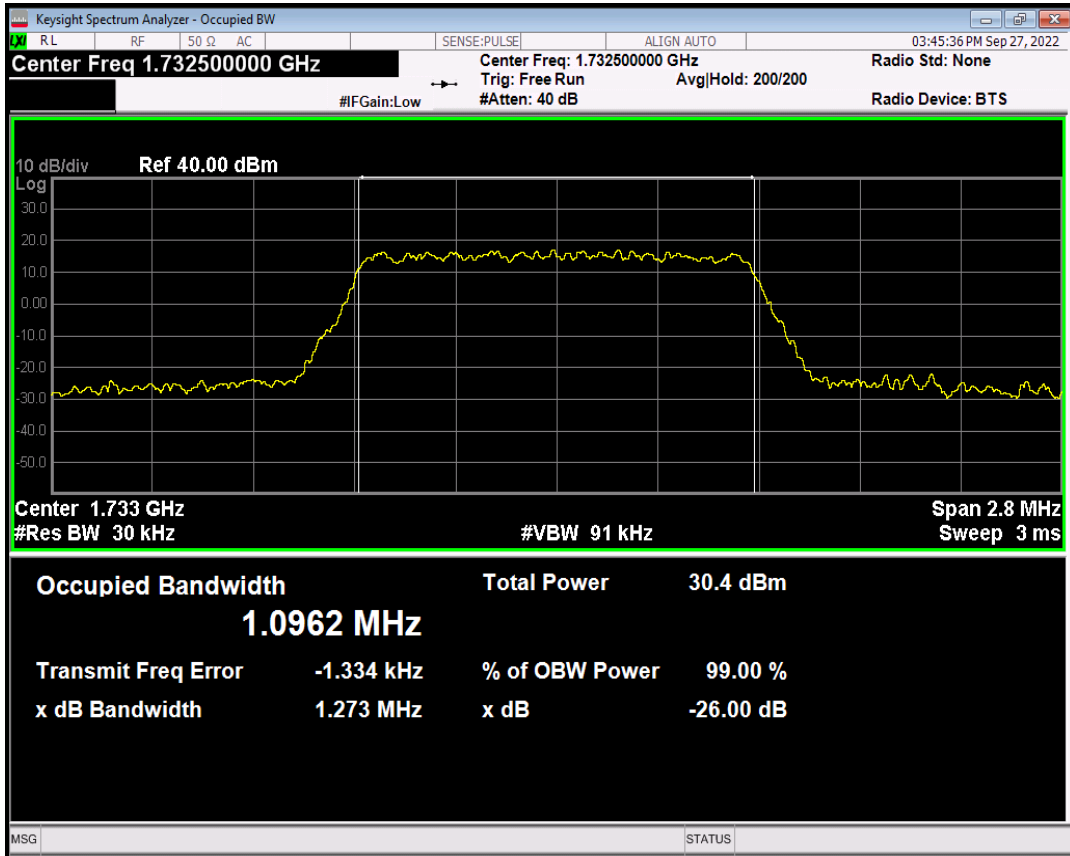 Keysight Spectrum Analyzer - Occupied BW
LXI RL RF 50 Ω AC SENSE:PULSE ALIGN AUTO 03:45:36 PM Sep 27, 2022
Center Freq 1.732500000 GHz Center Freq: 1.732500000 GHz Radio Std: None
Trig: Free Run Avg|Hold: 200/200
#IFGain:Low #Atten: 40 dB Radio Device: BTS
10 dB/div Ref 40.00 dBm
Log
30.0
20.0
10.0
0.00
-10.0
-20.0
-30.0
-40.0
-50.0
Center 1.733 GHz Span 2.8 MHz
#Res BW 30 kHz #VBW 91 kHz Sweep 3 ms
Occupied Bandwidth Total Power 30.4 dBm
1.0962 MHz
Transmit Freq Error -1.334 kHz % of OBW Power 99.00 %
x dB Bandwidth 1.273 MHz x dB -26.00 dB
MSG STATUS